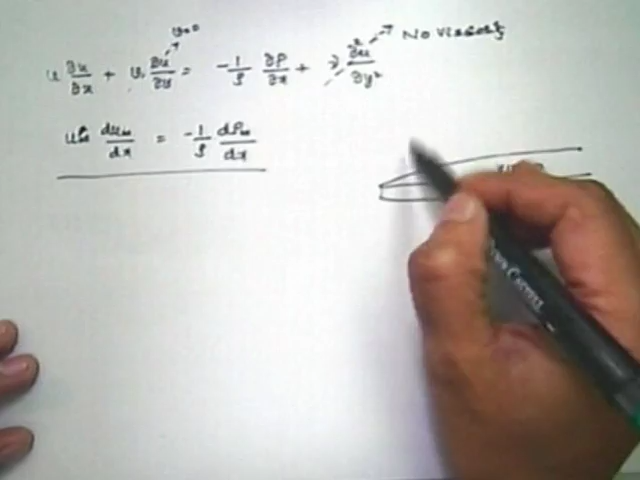 v=0
No viscosity
u ∂u/∂x + v ∂u/∂y = -1/ρ ∂P/∂x + ν ∂²u/∂y²
u∞ du∞/dx = -1/ρ dP∞/dx